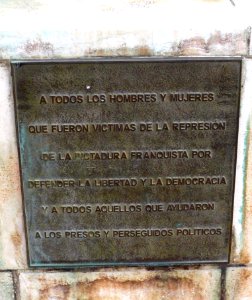 A TODOS LOS HOMBRES Y MUJERES
QUE FUERON VICTIMAS DE LA REPRESION
DE LA DICTADURA FRANQUISTA POR
DEFENDER LA LIBERTAD Y LA DEMOCRACIA
Y A TODOS AQUELLOS QUE AYUDARON
A LOS PRESOS Y PERSEGUIDOS POLITICOS